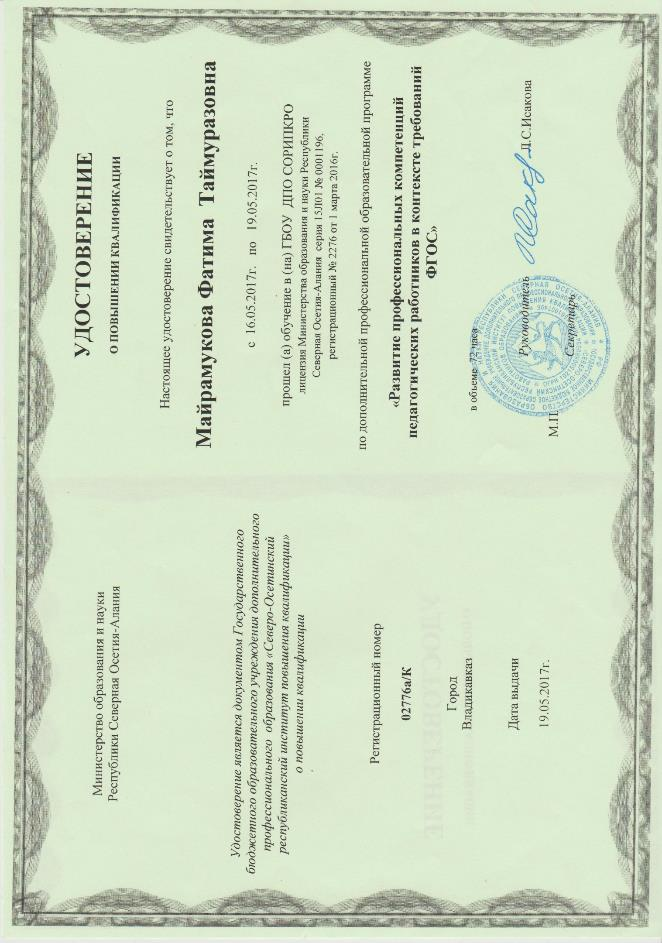 Министерство образования и науки
Республики Северная Осетия-Алания
Удостоверение является документом Государственного
бюджетного образовательного учреждения дополнительного
профессионального образования «Северо-Осетинский
республиканский институт повышения квалификации»
о повышении квалификации
Регистрационный номер
02776а/К
Город
Владикавказ
Дата выдачи
19.05.2017г.
УДОСТОВЕРЕНИЕ
О ПОВЫШЕНИИ КВАЛИФИКАЦИИ
Настоящее удостоверение свидетельствует о том, что
Майрамукова Фатима Таймуразовна
с 16.05.2017г. по 19.05.2017г.
прошел (а) обучение в (на) ГБОУ ДПО СОРИПКРО
лицензия Министерства образования и науки Республики
Северная Осетия-Алания серия 15Л01 № 0001196,
регистрационный № 2276 от 1 марта 2016г.
по дополнительной профессиональной образовательной программе
«Развитие профессиональных компетенций
педагогических работников в контексте требований
ФГОС»
в объеме 72 часа
Руководитель Л.С.Исакова
Секретарь
М.П.